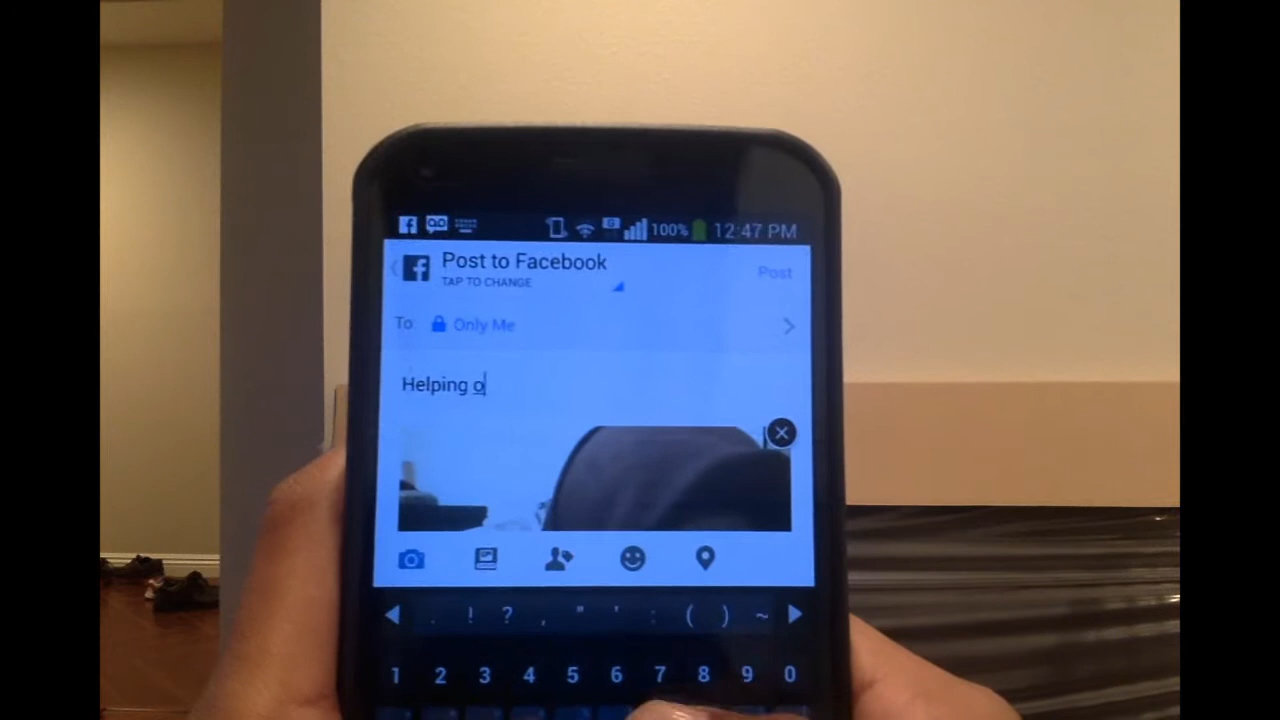 100% 12:47 PM
Post to Facebook
TAP TO CHANGE
Post
To Only Me
Helping o
. ! ? , " ' : ( ) ~
1 2 3 4 5 6 7 8 9 0